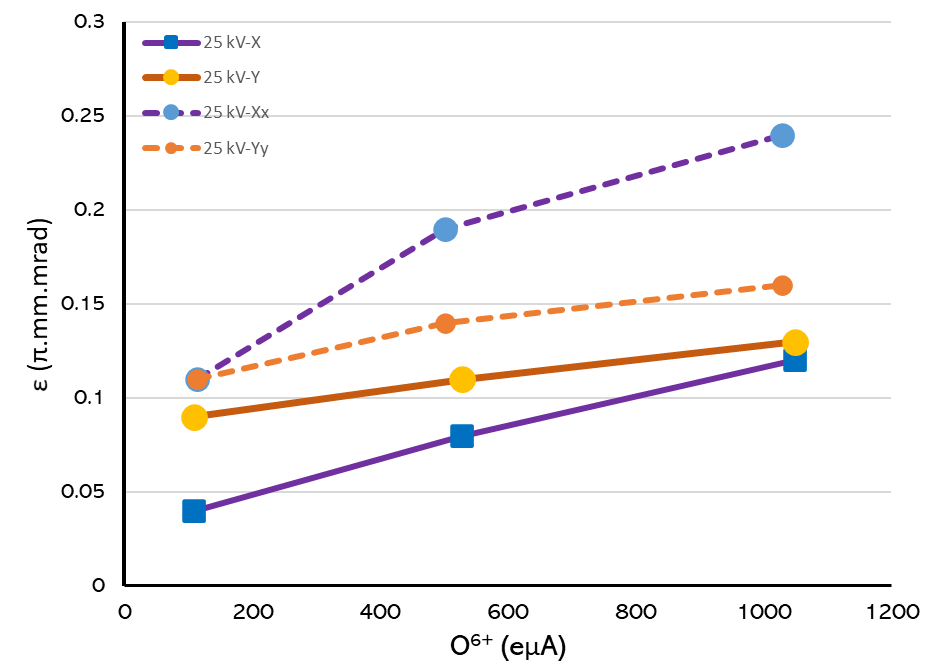 0.3
0.25
0.2
0.15
0.1
0.05
0
ε (π.mm.mrad)
25 kV-X
25 kV-Y
25 kV-Xx
25 kV-Yy
0 200 400 600 800 1000 1200
O⁶⁺ (eµA)